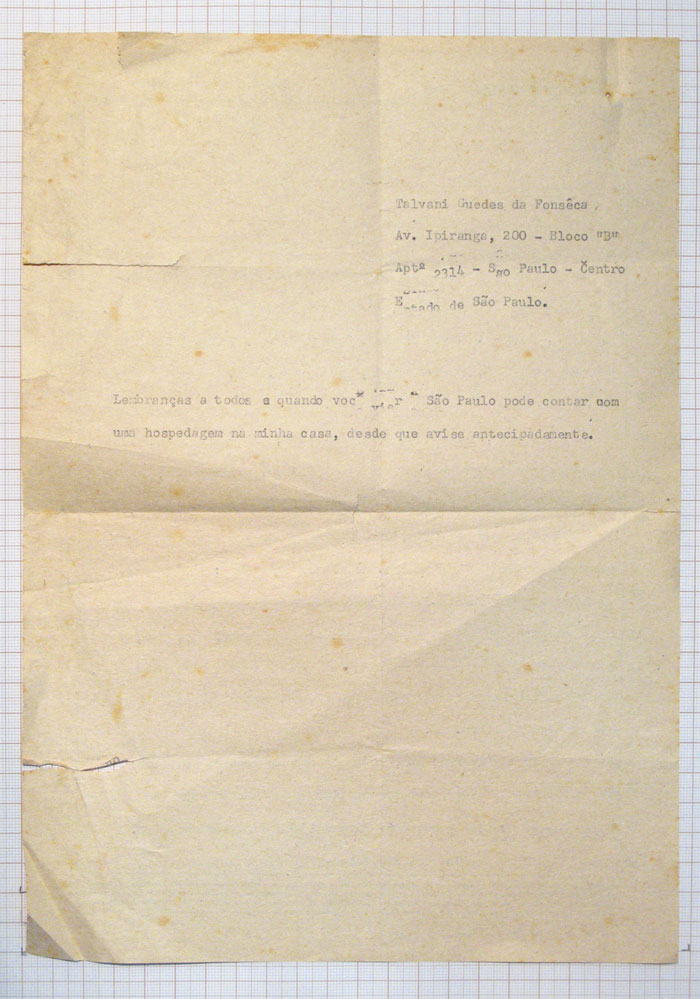 Talvani Guedes da Fonsêca.
Av. Ipiranga, 200 - Bloco "B"
Aptº 2314 - São Paulo - Centro
Estado de São Paulo.
Lembranças a todos e quando você vier a São Paulo pode contar com
uma hospedagem na minha casa, desde que avise antecipadamente.